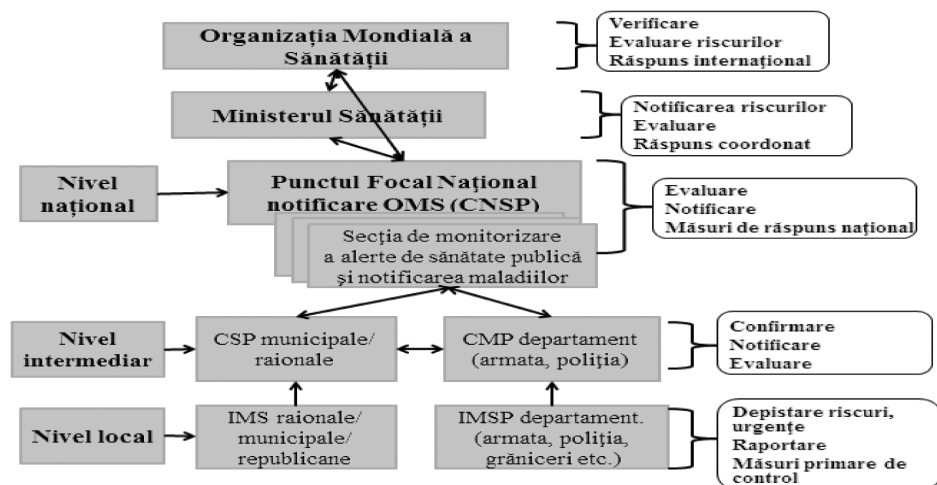 Organizația Mondială a
Sănătății
Verificare
Evaluare riscurilor
Răspuns internațional
Ministerul Sănătății
Notificarea riscurilor
Evaluare
Răspuns coordonat
Nivel
național
Punctul Focal Național
notificare OMS (CNSP)
Secția de monitorizare
a alerte de sănătate publică
și notificarea maladiilor
Evaluare
Notificare
Măsuri de răspuns național
Nivel
intermediar
CSP municipale/
raionale
CMP departament
(armata, poliția)
Confirmare
Notificare
Evaluare
Nivel local
IMS raionale/
municipale/
republicane
IMSP departament.
(armata, poliția,
grăniceri etc.)
Depistare riscuri,
urgențe
Raportare
Măsuri primare de
control